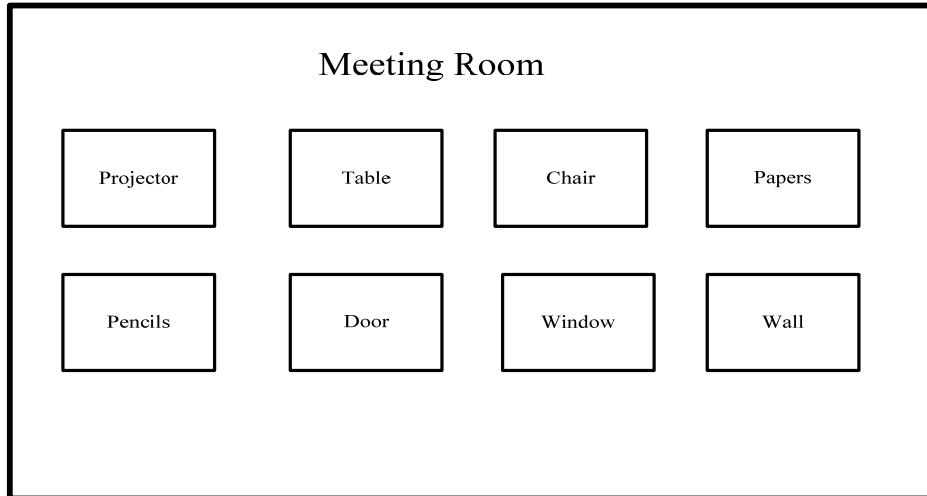 Meeting Room
Projector Table Chair Papers
Pencils Door Window Wall